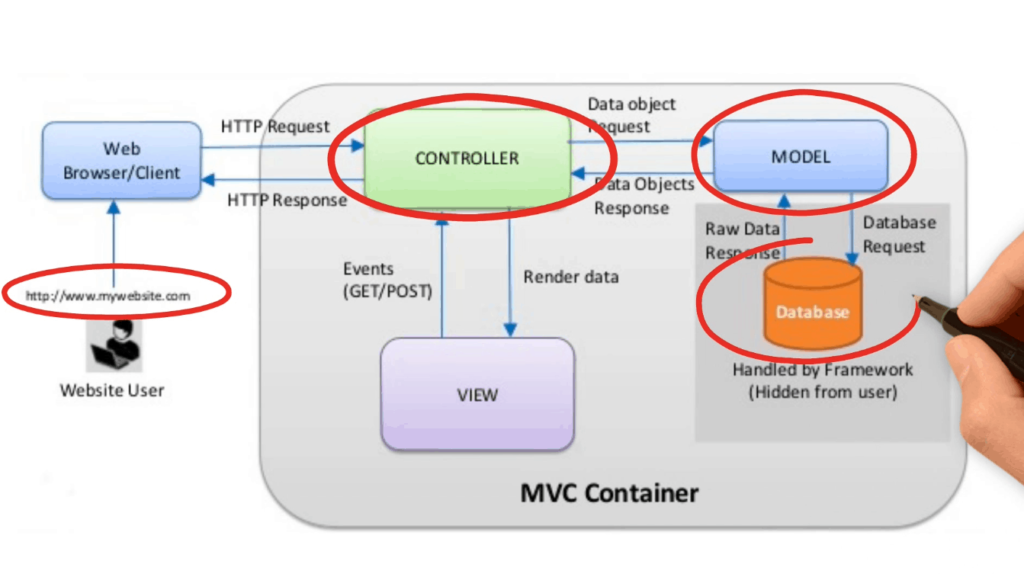 HTTP Request
Data object
Request
Web
Browser/Client
CONTROLLER
MODEL
HTTP Response
Data Objects
Response
Raw Data
Response
Database
Request
Events
(GET/POST)
Render data
http://www.mywebsite.com
Database
Website User
VIEW
Handled by Framework
(Hidden from user)
MVC Container